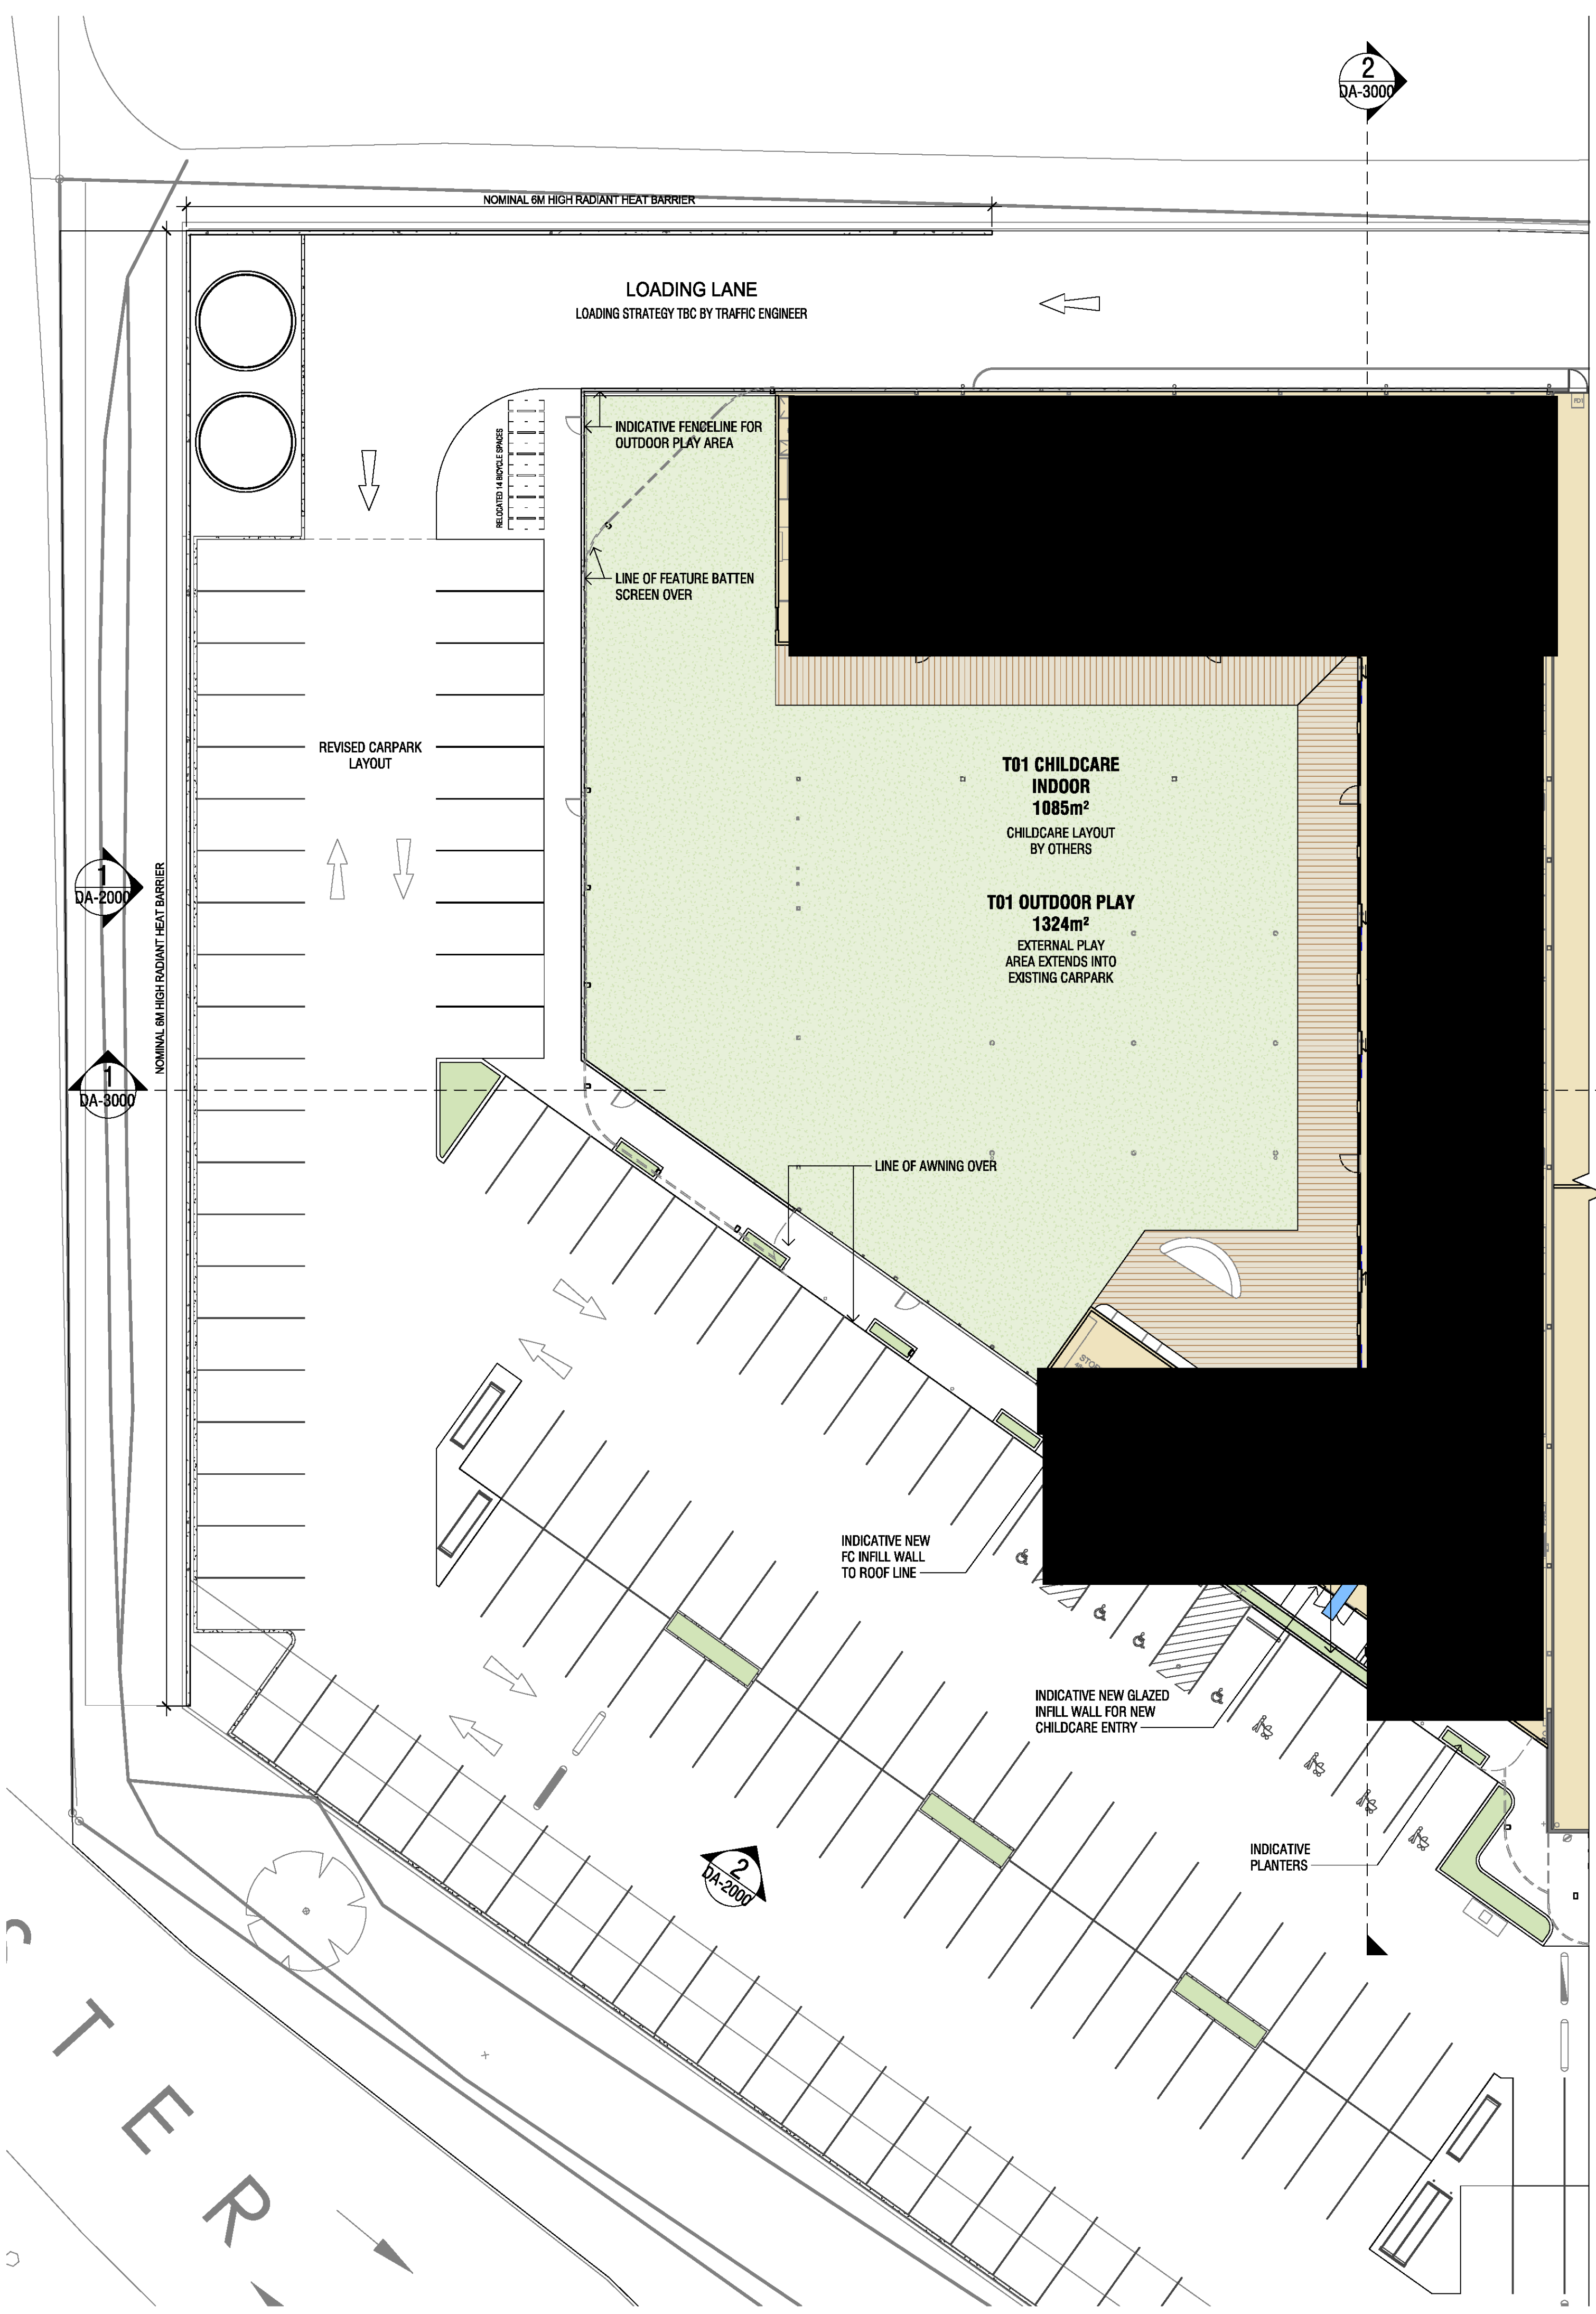 2
DA-3000
NOMINAL 6M HIGH RADIANT HEAT BARRIER
LOADING LANE
LOADING STRATEGY TBC BY TRAFFIC ENGINEER
INDICATIVE FENCELINE FOR
OUTDOOR PLAY AREA
RELOCATED 14 BICYCLE SPACES
LINE OF FEATURE BATTEN
SCREEN OVER
REVISED CARPARK
LAYOUT
T01 CHILDCARE
INDOOR
1085m²
CHILDCARE LAYOUT
BY OTHERS
T01 OUTDOOR PLAY
1324m²
EXTERNAL PLAY
AREA EXTENDS INTO
EXISTING CARPARK
1
DA-2000
NOMINAL 6M HIGH RADIANT HEAT BARRIER
1
DA-3000
LINE OF AWNING OVER
INDICATIVE NEW
FC INFILL WALL
TO ROOF LINE
INDICATIVE NEW GLAZED
INFILL WALL FOR NEW
CHILDCARE ENTRY
INDICATIVE
PLANTERS
2
DA-2000
STER